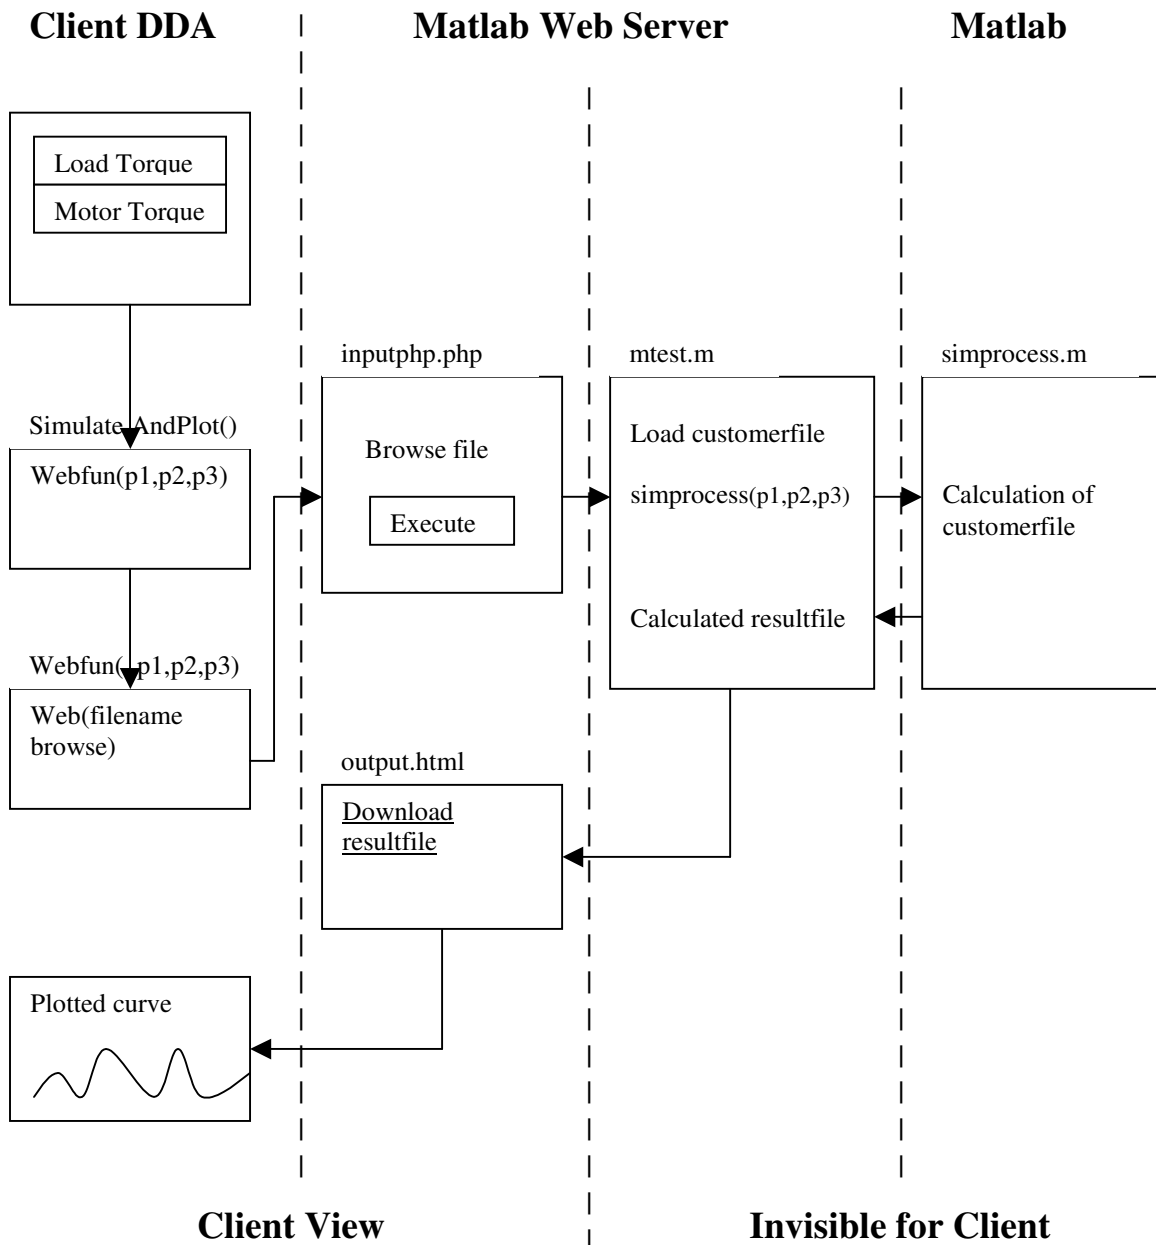 Client DDA
Matlab Web Server
Matlab
Load Torque
Motor Torque
Simulate AndPlot()
Webfun(p1,p2,p3)
Webfun( p1,p2,p3)
Web(filename
browse)
inputphp.php
Browse file
Execute
mtest.m
Load customerfile
simprocess(p1,p2,p3)
Calculated resultfile
simprocess.m
Calculation of
customerfile
output.html
Download
resultfile
Plotted curve
Client View
Invisible for Client